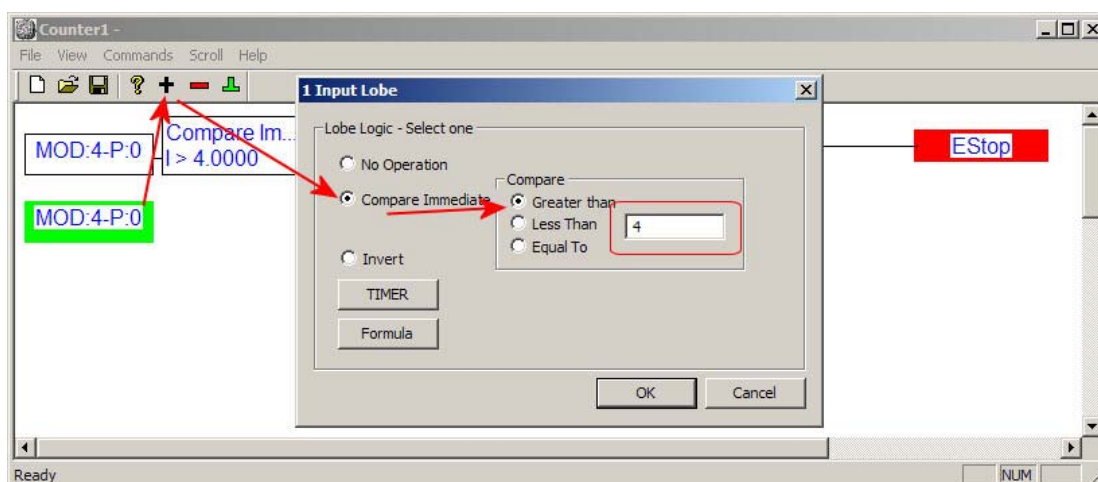 Counter1 -
File View Commands Scroll Help
1 Input Lobe
Lobe Logic - Select one
No Operation
Compare Immediate
Compare
Greater than
Less Than
4
Equal To
Invert
TIMER
Formula
OK Cancel
MOD:4-P:0
Compare Im...
I > 4.0000
EStop
MOD:4-P:0
Ready
NUM